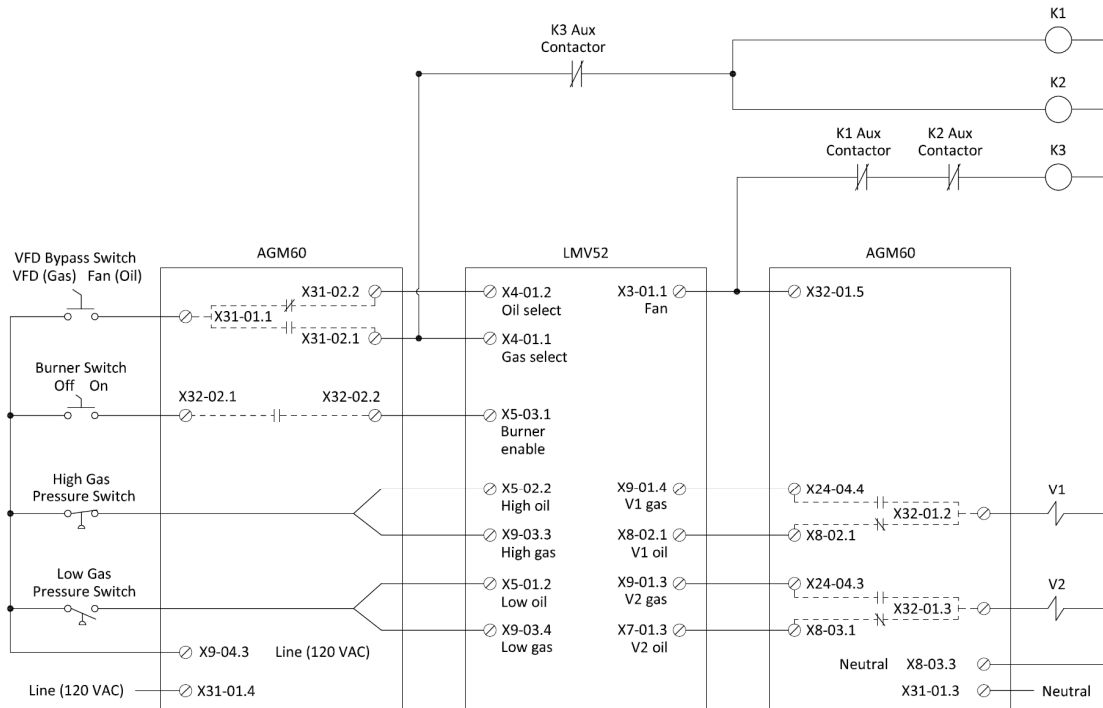 K1
K3 Aux
Contactor
K2
K1 Aux
Contactor
K2 Aux
Contactor
K3
VFD Bypass Switch
VFD (Gas) Fan (Oil)
AGM60
LMV52
AGM60
X31-02.2
X4-01.2
Oil select
X3-01.1
Fan
X32-01.5
X31-01.1
X31-02.1
X4-01.1
Gas select
Burner Switch
Off On
X32-02.1
X32-02.2
X5-03.1
Burner
enable
High Gas
Pressure Switch
X5-02.2
High oil
X9-01.4
V1 gas
X24-04.4
V1
X32-01.2
X9-03.3
High gas
X8-02.1
V1 oil
X8-02.1
Low Gas
Pressure Switch
X5-01.2
Low oil
X9-01.3
V2 gas
X24-04.3
V2
X32-01.3
X9-03.4
Low gas
X7-01.3
V2 oil
X8-03.1
X9-04.3 Line (120 VAC)
Neutral X8-03.3
Line (120 VAC) X31-01.4
X31-01.3 Neutral